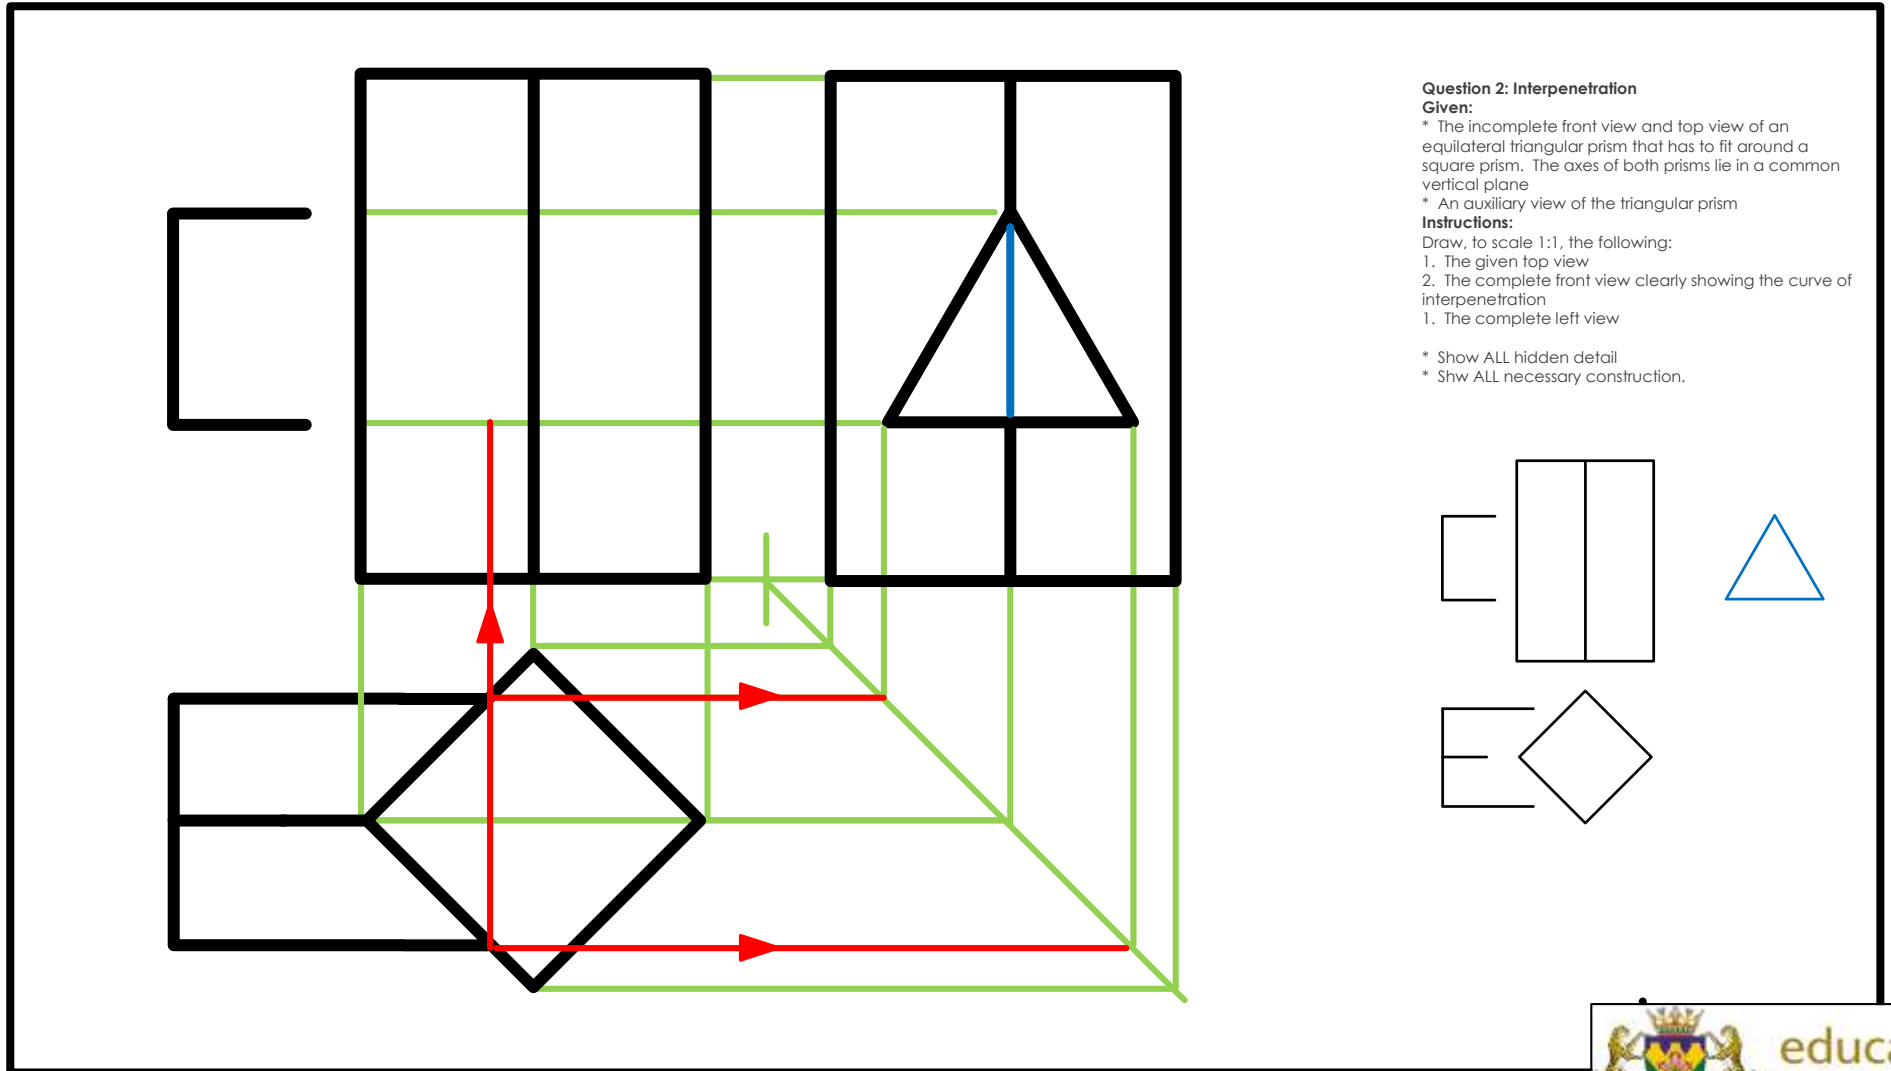 Question 2: Interpenetration
Given:
* The incomplete front view and top view of an
equilateral triangular prism that has to fit around a
square prism. The axes of both prisms lie in a common
vertical plane
* An auxiliary view of the triangular prism
Instructions:
Draw, to scale 1:1, the following:
1. The given top view
2. The complete front view clearly showing the curve of
interpenetration
1. The complete left view
* Show ALL hidden detail
* Shw ALL necessary construction.